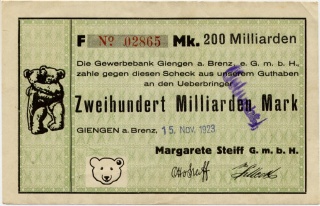 F No 02865 Mk. 200 Milliarden
Die Gewerbebank Giengen a. Brenz, e. G. m. b. H.,
zahle gegen diesen Scheck aus unserem Guthaben
an den Ueberbringer
Zweihundert Milliarden Mark
GIENGEN a. Brenz, 15. Nov. 1923
Margarete Steiff G. m. b. H.